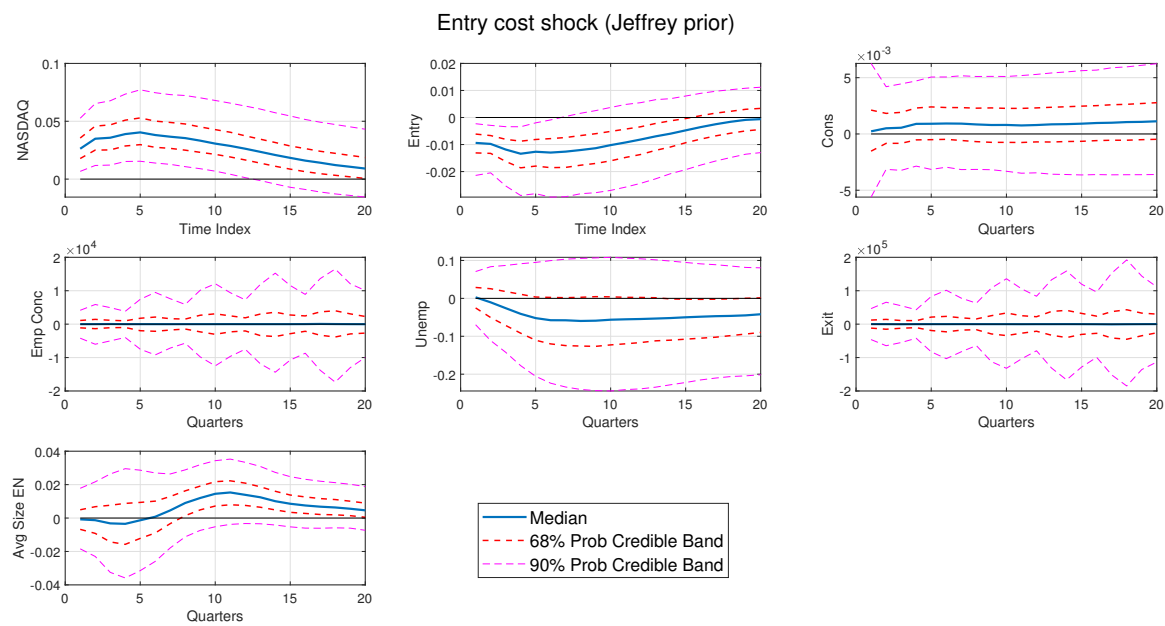 Entry cost shock (Jeffrey prior)
0.1
0.05
0
NASDAQ
0 5 10 15 20
Time Index
0.02
0.01
0
-0.01
-0.02
Entry
0 5 10 15 20
Time Index
×10^-3
5
0
-5
Cons
0 5 10 15 20
Quarters
×10^4
2
1
0
-1
-2
Emp Conc
0 5 10 15 20
Quarters
0.1
0
-0.1
-0.2
Unemp
0 5 10 15 20
Quarters
×10^5
2
1
0
-1
-2
Exit
0 5 10 15 20
Quarters
0.04
0.02
0
-0.02
-0.04
Avg Size EN
0 5 10 15 20
Quarters
Median
68% Prob Credible Band
90% Prob Credible Band